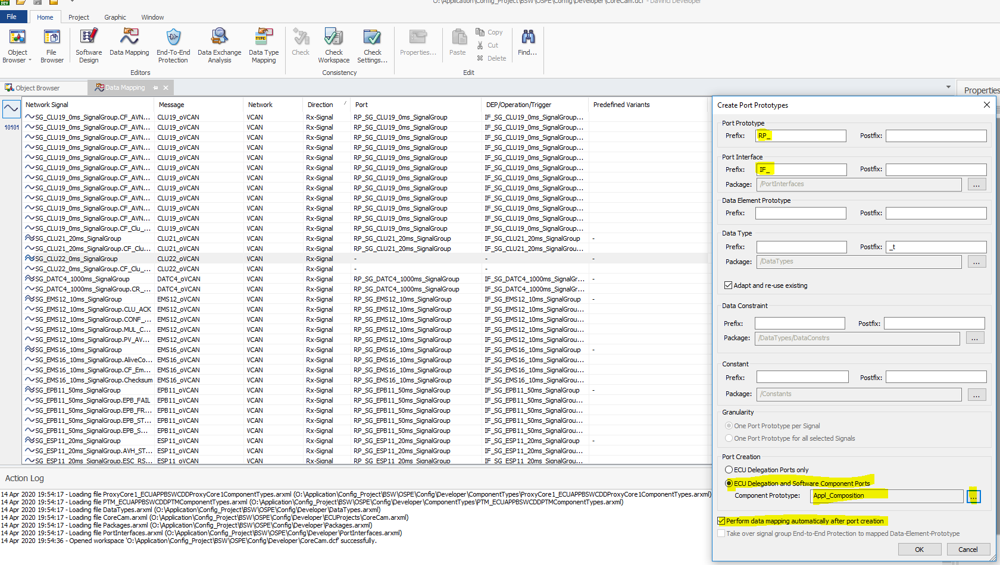 DEV
O:\Application\Config_Project\BSW\OSPE\Config\Developer\CoreCam.dcf - DaVinci Developer
File Home Project Graphic Window
Object Browser
File Browser
Software Design
Data Mapping
End-To-End Protection
Data Exchange Analysis
TYPE
Data Type Mapping
Editors
Check
Check Workspace
Check Settings...
Consistency
Properties...
Paste
Copy
Cut
Delete
Edit
Find...
Object Browser Data Mapping Properties
10101
Network Signal Message Network Direction Port DEP/Operation/Trigger Predefined Variants
SG_CLU19_0ms_SignalGroup.CF_AVN... CLU19_oVCAN VCAN Rx-Signal RP_SG_CLU19_0ms_SignalGroup IF_SG_CLU19_0ms_SignalGroup...
SG_CLU19_0ms_SignalGroup.CF_AVN... CLU19_oVCAN VCAN Rx-Signal RP_SG_CLU19_0ms_SignalGroup IF_SG_CLU19_0ms_SignalGroup...
SG_CLU19_0ms_SignalGroup.CF_AVN... CLU19_oVCAN VCAN Rx-Signal RP_SG_CLU19_0ms_SignalGroup IF_SG_CLU19_0ms_SignalGroup...
SG_CLU19_0ms_SignalGroup.CF_AVN... CLU19_oVCAN VCAN Rx-Signal RP_SG_CLU19_0ms_SignalGroup IF_SG_CLU19_0ms_SignalGroup...
SG_CLU19_0ms_SignalGroup.CF_AVN... CLU19_oVCAN VCAN Rx-Signal RP_SG_CLU19_0ms_SignalGroup IF_SG_CLU19_0ms_SignalGroup...
SG_CLU19_0ms_SignalGroup.CF_AVN... CLU19_oVCAN VCAN Rx-Signal RP_SG_CLU19_0ms_SignalGroup IF_SG_CLU19_0ms_SignalGroup...
SG_CLU19_0ms_SignalGroup.CF_AVN... CLU19_oVCAN VCAN Rx-Signal RP_SG_CLU19_0ms_SignalGroup IF_SG_CLU19_0ms_SignalGroup...
SG_CLU19_0ms_SignalGroup.CF_AVN... CLU19_oVCAN VCAN Rx-Signal RP_SG_CLU19_0ms_SignalGroup IF_SG_CLU19_0ms_SignalGroup...
SG_CLU19_0ms_SignalGroup.CF_AVN... CLU19_oVCAN VCAN Rx-Signal RP_SG_CLU19_0ms_SignalGroup IF_SG_CLU19_0ms_SignalGroup...
SG_CLU19_0ms_SignalGroup.CF_AVN... CLU19_oVCAN VCAN Rx-Signal RP_SG_CLU19_0ms_SignalGroup IF_SG_CLU19_0ms_SignalGroup...
SG_CLU19_0ms_SignalGroup.CF_AVN... CLU19_oVCAN VCAN Rx-Signal RP_SG_CLU19_0ms_SignalGroup IF_SG_CLU19_0ms_SignalGroup...
SG_CLU19_0ms_SignalGroup.CF_Clu_... CLU19_oVCAN VCAN Rx-Signal RP_SG_CLU19_0ms_SignalGroup IF_SG_CLU19_0ms_SignalGroup...
SG_CLU21_20ms_SignalGroup CLU21_oVCAN VCAN Rx-Signal RP_SG_CLU21_20ms_SignalGroup IF_SG_CLU21_20ms_SignalGroup -
SG_CLU21_20ms_SignalGroup.CF_Clu... CLU21_oVCAN VCAN Rx-Signal RP_SG_CLU21_20ms_SignalGroup IF_SG_CLU21_20ms_SignalGrou...
SG_CLU22_0ms_SignalGroup CLU22_oVCAN VCAN Rx-Signal - - -
SG_CLU22_0ms_SignalGroup.CF_Clu_... CLU22_oVCAN VCAN Rx-Signal - -
SG_DATC4_1000ms_SignalGroup DATC4_oVCAN VCAN Rx-Signal RP_SG_DATC4_1000ms_SignalGroup IF_SG_DATC4_1000ms_SignalGr... -
SG_DATC4_1000ms_SignalGroup.CR_... DATC4_oVCAN VCAN Rx-Signal RP_SG_DATC4_1000ms_SignalGroup IF_SG_DATC4_1000ms_SignalGr...
SG_EMS12_10ms_SignalGroup EMS12_oVCAN VCAN Rx-Signal RP_SG_EMS12_10ms_SignalGroup IF_SG_EMS12_10ms_SignalGroup -
SG_EMS12_10ms_SignalGroup.CLU_ACK EMS12_oVCAN VCAN Rx-Signal RP_SG_EMS12_10ms_SignalGroup IF_SG_EMS12_10ms_SignalGrou...
SG_EMS12_10ms_SignalGroup.CONF_... EMS12_oVCAN VCAN Rx-Signal RP_SG_EMS12_10ms_SignalGroup IF_SG_EMS12_10ms_SignalGrou...
SG_EMS12_10ms_SignalGroup.MUL_C... EMS12_oVCAN VCAN Rx-Signal RP_SG_EMS12_10ms_SignalGroup IF_SG_EMS12_10ms_SignalGrou...
SG_EMS12_10ms_SignalGroup.PV_AV... EMS12_oVCAN VCAN Rx-Signal RP_SG_EMS12_10ms_SignalGroup IF_SG_EMS12_10ms_SignalGrou...
SG_EMS16_10ms_SignalGroup EMS16_oVCAN VCAN Rx-Signal RP_SG_EMS16_10ms_SignalGroup IF_SG_EMS16_10ms_SignalGroup -
SG_EMS16_10ms_SignalGroup.AliveCo... EMS16_oVCAN VCAN Rx-Signal RP_SG_EMS16_10ms_SignalGroup IF_SG_EMS16_10ms_SignalGrou...
SG_EMS16_10ms_SignalGroup.CF_Em... EMS16_oVCAN VCAN Rx-Signal RP_SG_EMS16_10ms_SignalGroup IF_SG_EMS16_10ms_SignalGrou...
SG_EMS16_10ms_SignalGroup.Checksum EMS16_oVCAN VCAN Rx-Signal RP_SG_EMS16_10ms_SignalGroup IF_SG_EMS16_10ms_SignalGrou...
SG_EPB11_50ms_SignalGroup EPB11_oVCAN VCAN Rx-Signal RP_SG_EPB11_50ms_SignalGroup IF_SG_EPB11_50ms_SignalGroup -
SG_EPB11_50ms_SignalGroup.EPB_FAIL EPB11_oVCAN VCAN Rx-Signal RP_SG_EPB11_50ms_SignalGroup IF_SG_EPB11_50ms_SignalGrou...
SG_EPB11_50ms_SignalGroup.EPB_FR... EPB11_oVCAN VCAN Rx-Signal RP_SG_EPB11_50ms_SignalGroup IF_SG_EPB11_50ms_SignalGrou...
SG_EPB11_50ms_SignalGroup.EPB_ST... EPB11_oVCAN VCAN Rx-Signal RP_SG_EPB11_50ms_SignalGroup IF_SG_EPB11_50ms_SignalGrou...
SG_EPB11_50ms_SignalGroup.EPB_S... EPB11_oVCAN VCAN Rx-Signal RP_SG_EPB11_50ms_SignalGroup IF_SG_EPB11_50ms_SignalGrou...
SG_ESP11_20ms_SignalGroup ESP11_oVCAN VCAN Rx-Signal RP_SG_ESP11_20ms_SignalGroup IF_SG_ESP11_20ms_SignalGroup -
SG_ESP11_20ms_SignalGroup.AVH_ST... ESP11_oVCAN VCAN Rx-Signal RP_SG_ESP11_20ms_SignalGroup IF_SG_ESP11_20ms_SignalGrou...
SG_ESP11_20ms_SignalGroup.ESC_RS... ESP11_oVCAN VCAN Rx-Signal RP_SG_ESP11_20ms_SignalGroup IF_SG_ESP11_20ms_SignalGrou...
Action Log
14 Apr 2020 19:54:17 - Loading file ProxyCore1_ECUAPPBSWCDDProxyCore1ComponentTypes.arxml (O:\Application\Config_Project\BSW\OSPE\Config\Developer\ComponentTypes\ProxyCore1_ECUAPPBSWCDDProxyCore1ComponentTypes.arxml)
14 Apr 2020 19:54:17 - Loading file PTM_ECUAPPBSWCDDPTMComponentTypes.arxml (O:\Application\Config_Project\BSW\OSPE\Config\Developer\ComponentTypes\PTM_ECUAPPBSWCDDPTMComponentTypes.arxml)
14 Apr 2020 19:54:17 - Loading file DataTypes.arxml (O:\Application\Config_Project\BSW\OSPE\Config\Developer\DataTypes.arxml)
14 Apr 2020 19:54:17 - Loading file CoreCam.arxml (O:\Application\Config_Project\BSW\OSPE\Config\Developer\ECUProjects\CoreCam.arxml)
14 Apr 2020 19:54:17 - Loading file Packages.arxml (O:\Application\Config_Project\BSW\OSPE\Config\Developer\Packages.arxml)
14 Apr 2020 19:54:17 - Loading file PortInterfaces.arxml (O:\Application\Config_Project\BSW\OSPE\Config\Developer\PortInterfaces.arxml)
14 Apr 2020 19:54:36 - Opened workspace 'O:\Application\Config_Project\BSW\OSPE\Config\Developer\CoreCam.dcf' successfully.
Create Port Prototypes
Port Prototype
Prefix: RP_ Postfix:
Port Interface
Prefix: IF_ Postfix:
Package: /PortInterfaces ...
Data Element Prototype
Prefix: Postfix:
Data Type
Prefix: Postfix: _t
Package: /DataTypes ...
Adapt and re-use existing
Data Constraint
Prefix: Postfix:
Package: /DataTypes/DataConstrs ...
Constant
Prefix: Postfix:
Package: /Constants ...
Granularity
One Port Prototype per Signal
One Port Prototype for all selected Signals
Port Creation
ECU Delegation Ports only
ECU Delegation and Software Component Ports
Component Prototype: Appl_Composition ...
Perform data mapping automatically after port creation
Take over signal group End-to-End Protection to mapped Data-Element-Prototype
OK Cancel